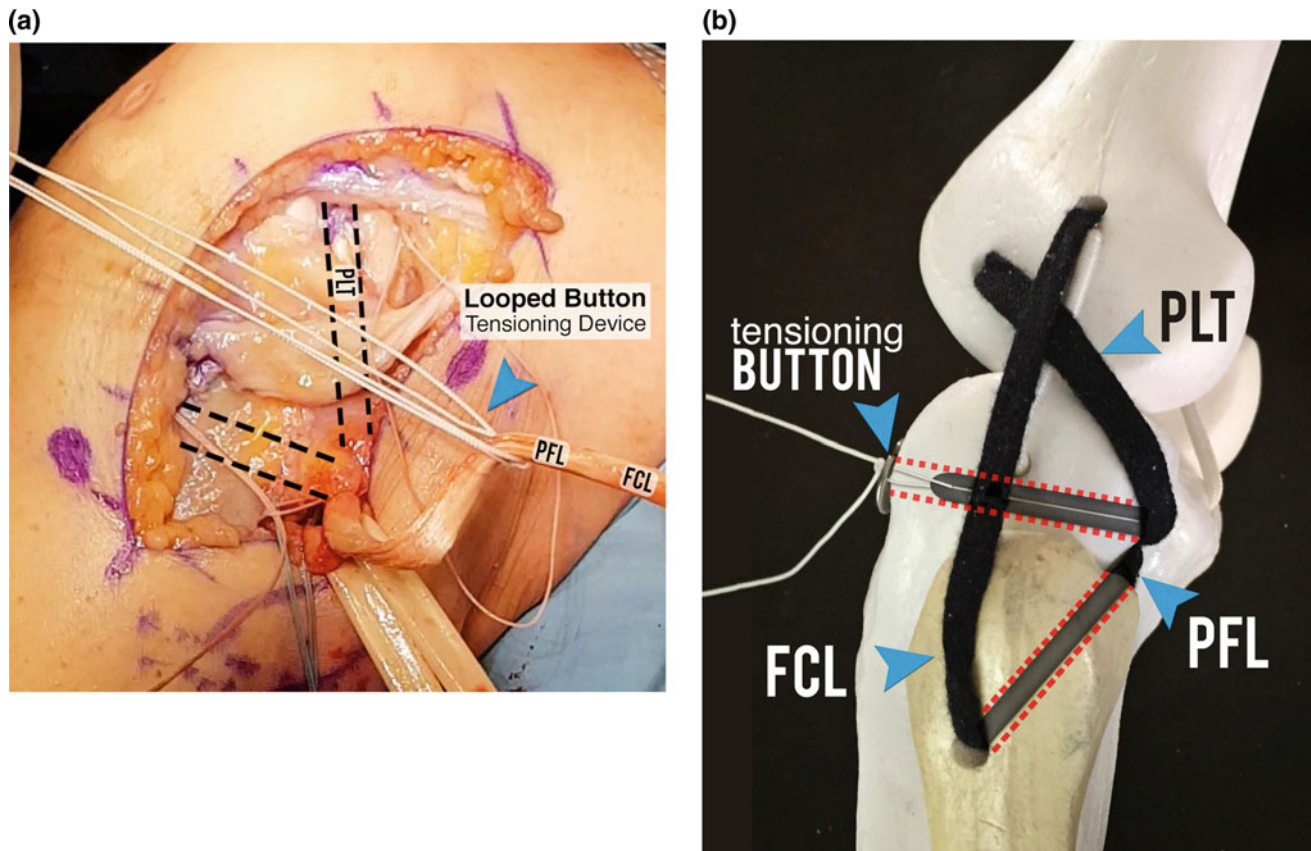 (a)
PLT
Looped Button
Tensioning Device
PFL
FCL
(b)
tensioning
BUTTON
PLT
FCL
PFL